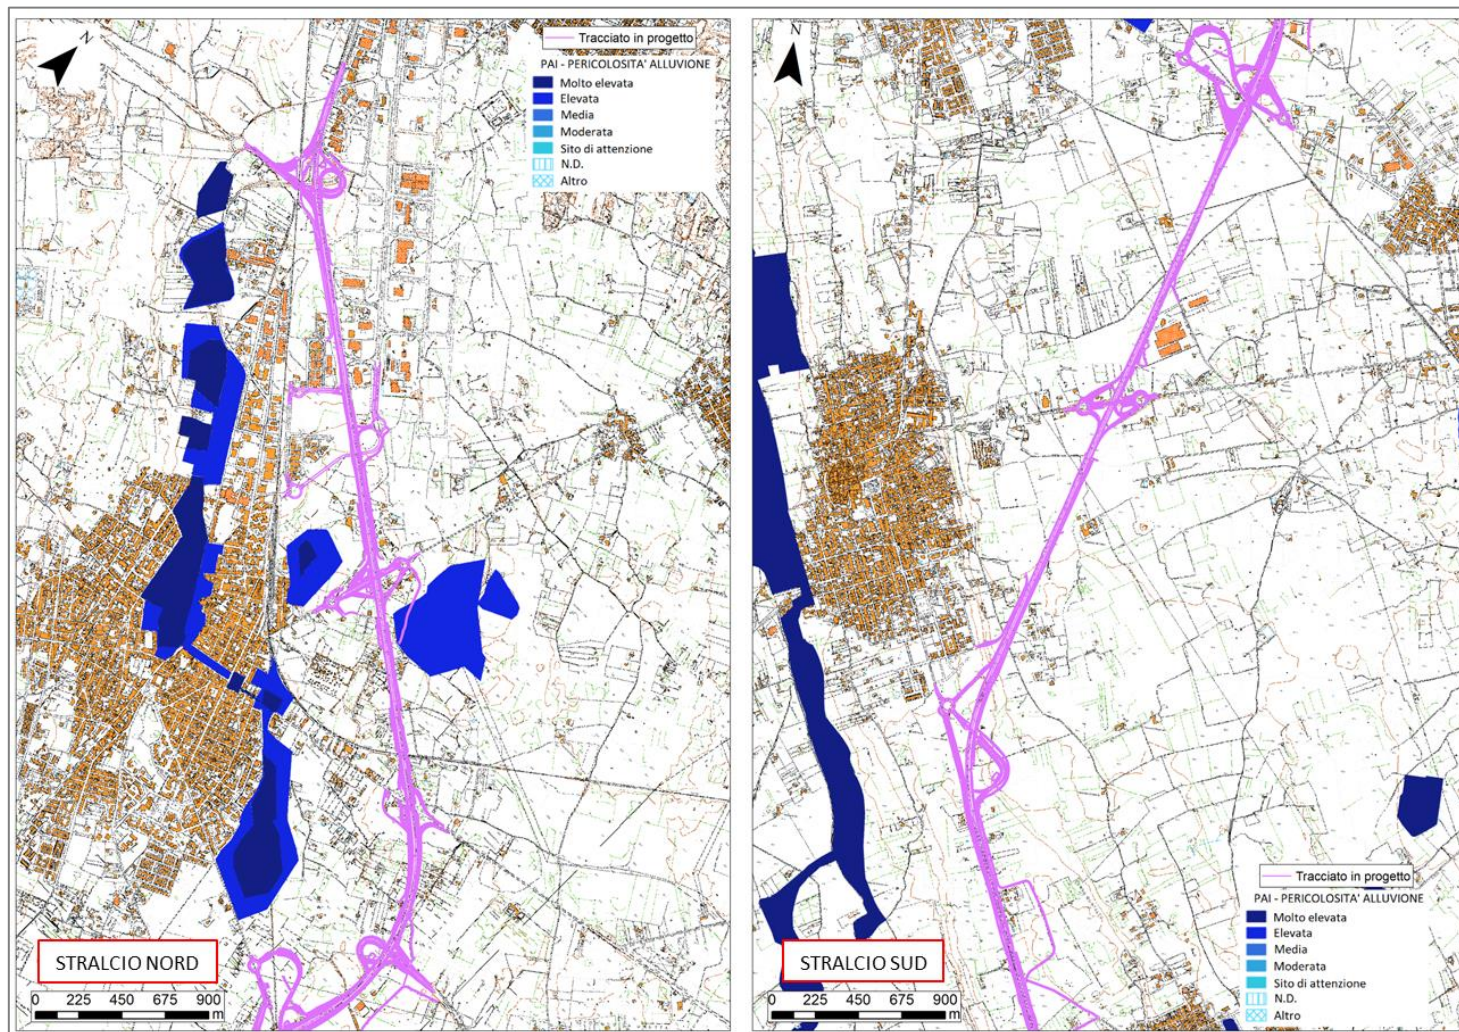 N
Tracciato in progetto
PAI - PERICOLOSITA' ALLUVIONE
Molto elevata
Elevata
Media
Moderata
Sito di attenzione
N.D.
Altro
STRALCIO NORD
0 225 450 675 900
m
N
Tracciato in progetto
PAI - PERICOLOSITA' ALLUVIONE
Molto elevata
Elevata
Media
Moderata
Sito di attenzione
N.D.
Altro
STRALCIO SUD
0 225 450 675 900
m